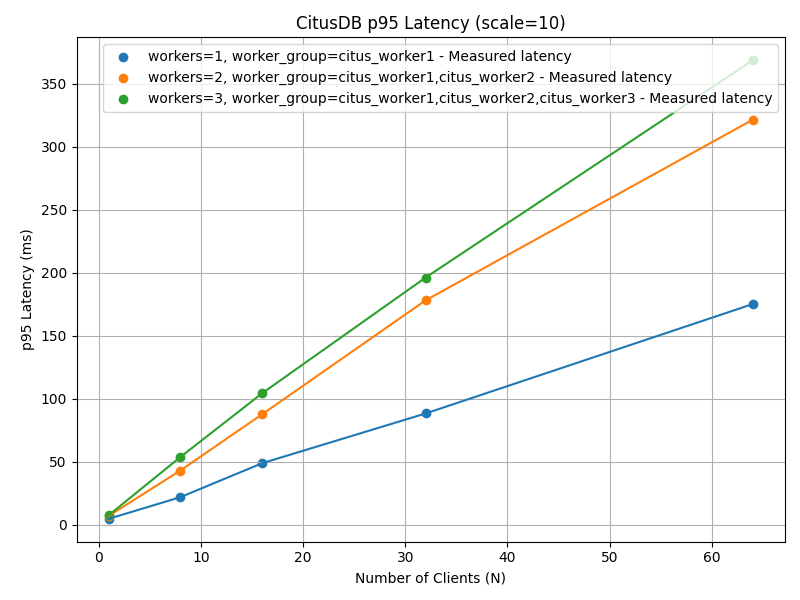 CitusDB p95 Latency (scale=10)
workers=1, worker_group=citus_worker1 - Measured latency
workers=2, worker_group=citus_worker1,citus_worker2 - Measured latency
workers=3, worker_group=citus_worker1,citus_worker2,citus_worker3 - Measured latency
p95 Latency (ms)
350
300
250
200
150
100
50
0
0 10 20 30 40 50 60
Number of Clients (N)